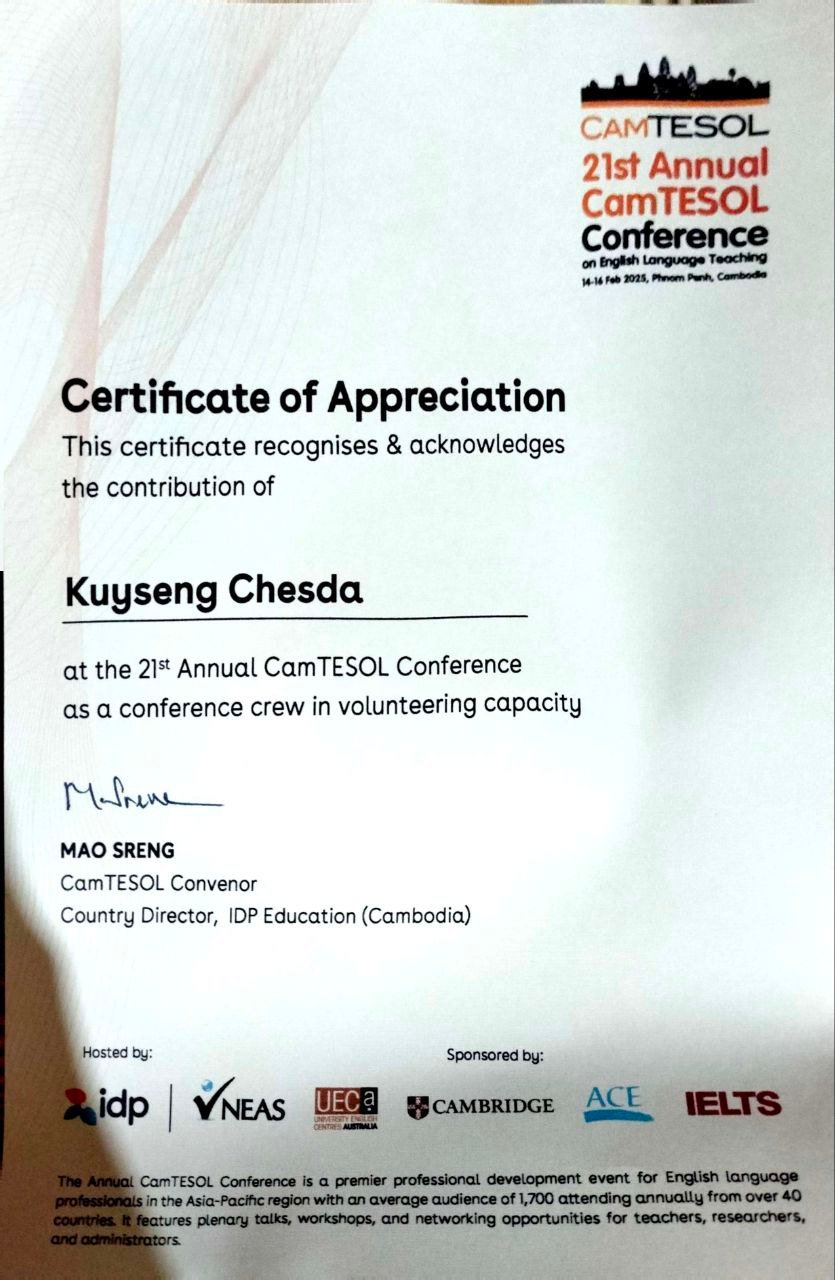 CAMTESOL
21st Annual
CamTESOL
Conference
on English Language Teaching
14-16 Feb 2025, Phnom Penh, Cambodia
Certificate of Appreciation
This certificate recognises & acknowledges
the contribution of
Kuyseng Chesda
at the 21st Annual CamTESOL Conference
as a conference crew in volunteering capacity
MAO SRENG
CamTESOL Convenor
Country Director, IDP Education (Cambodia)
Hosted by:
Sponsored by:
idp
NEAS
UECa
UNIVERSITY ENGLISH
CENTRES AUSTRALIA
CAMBRIDGE
ACE
IELTS
The Annual CamTESOL Conference is a premier professional development event for English language
professionals in the Asia-Pacific region with an average audience of 1,700 attending annually from over 40
countries. It features plenary talks, workshops, and networking opportunities for teachers, researchers,
and administrators.